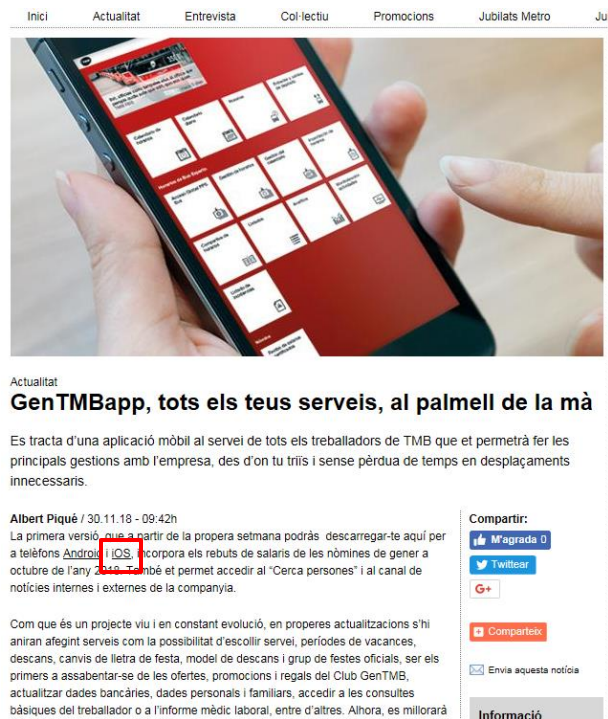 Inici Actualitat Entrevista Col·lectiu Promocions Jubilats Metro Ju
Actualitat
GenTMBapp, tots els teus serveis, al palmell de la mà
Es tracta d'una aplicació mòbil al servei de tots els treballadors de TMB que et permetrà fer les
principals gestions amb l'empresa, des d'on tu triïs i sense pèrdua de temps en desplaçaments
innecessaris.
Albert Piqué / 30.11.18 - 09:42h
La primera versió, que a partir de la propera setmana podràs descarregar-te aquí per
a telèfons Android i iOS, incorpora els rebuts de salaris de les nòmines de gener a
octubre de l'any 2018. També et permet accedir al "Cerca persones" i al canal de
notícies internes i externes de la companyia.
Com que és un projecte viu i en constant evolució, en properes actualitzacions s'hi
aniran afegint serveis com la possibilitat d'escollir servei, períodes de vacances,
descans, canvis de lletra de festa, model de descans i grup de festes oficials, ser els
primers a assabentar-se de les ofertes, promocions i regals del Club GenTMB,
actualitzar dades bancàries, dades personals i familiars, accedir a les consultes
bàsiques del treballador o a l'informe mèdic laboral, entre d'altres. Alhora, es millorarà
Compartir:
M'agrada 0
Twittear
G+
Comparteix
Envia aquesta notícia
Informació